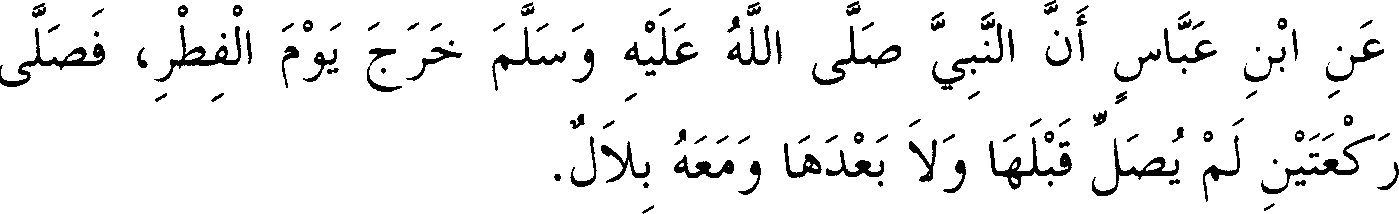 عَنِ ابْنِ عَبَّاسٍ أَنَّ النَّبِيَّ صَلَّى اللَّهُ عَلَيْهِ وَسَلَّمَ خَرَجَ يَوْمَ الْفِطْرِ، فَصَلَّى
رَكْعَتَيْنِ لَمْ يُصَلِّ قَبْلَهَا وَلاَ بَعْدَهَا وَمَعَهُ بِلاَلٌ.